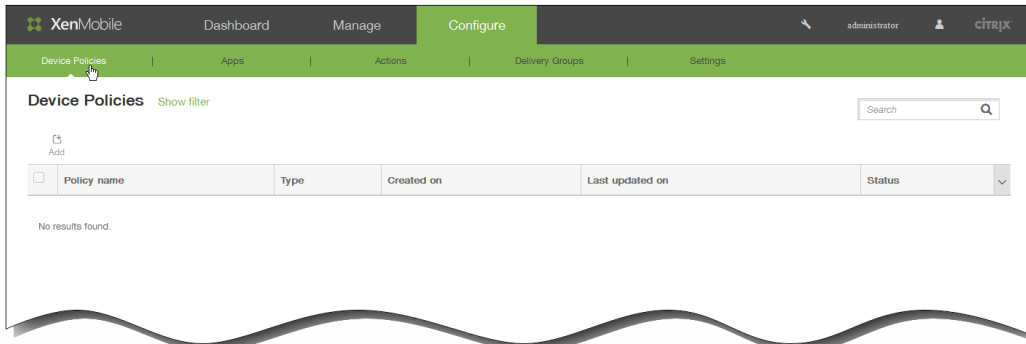 XenMobile Dashboard Manage Configure administrator CITRIX
Device Policies | Apps | Actions | Delivery Groups | Settings
Device Policies Show filter
Search
Add
Policy name Type Created on Last updated on Status
No results found.